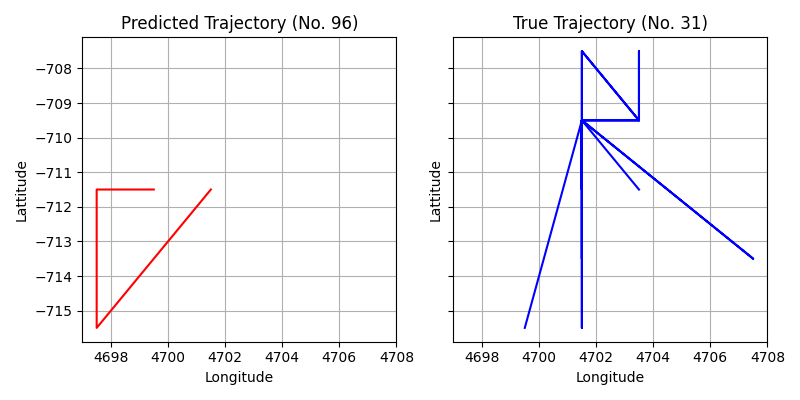 Predicted Trajectory (No. 96)
True Trajectory (No. 31)
−708
−709
−710
−711
−712
−713
−714
−715
Lattitude
Lattitude
4698 4700 4702 4704 4706 4708
4698 4700 4702 4704 4706 4708
Longitude
Longitude